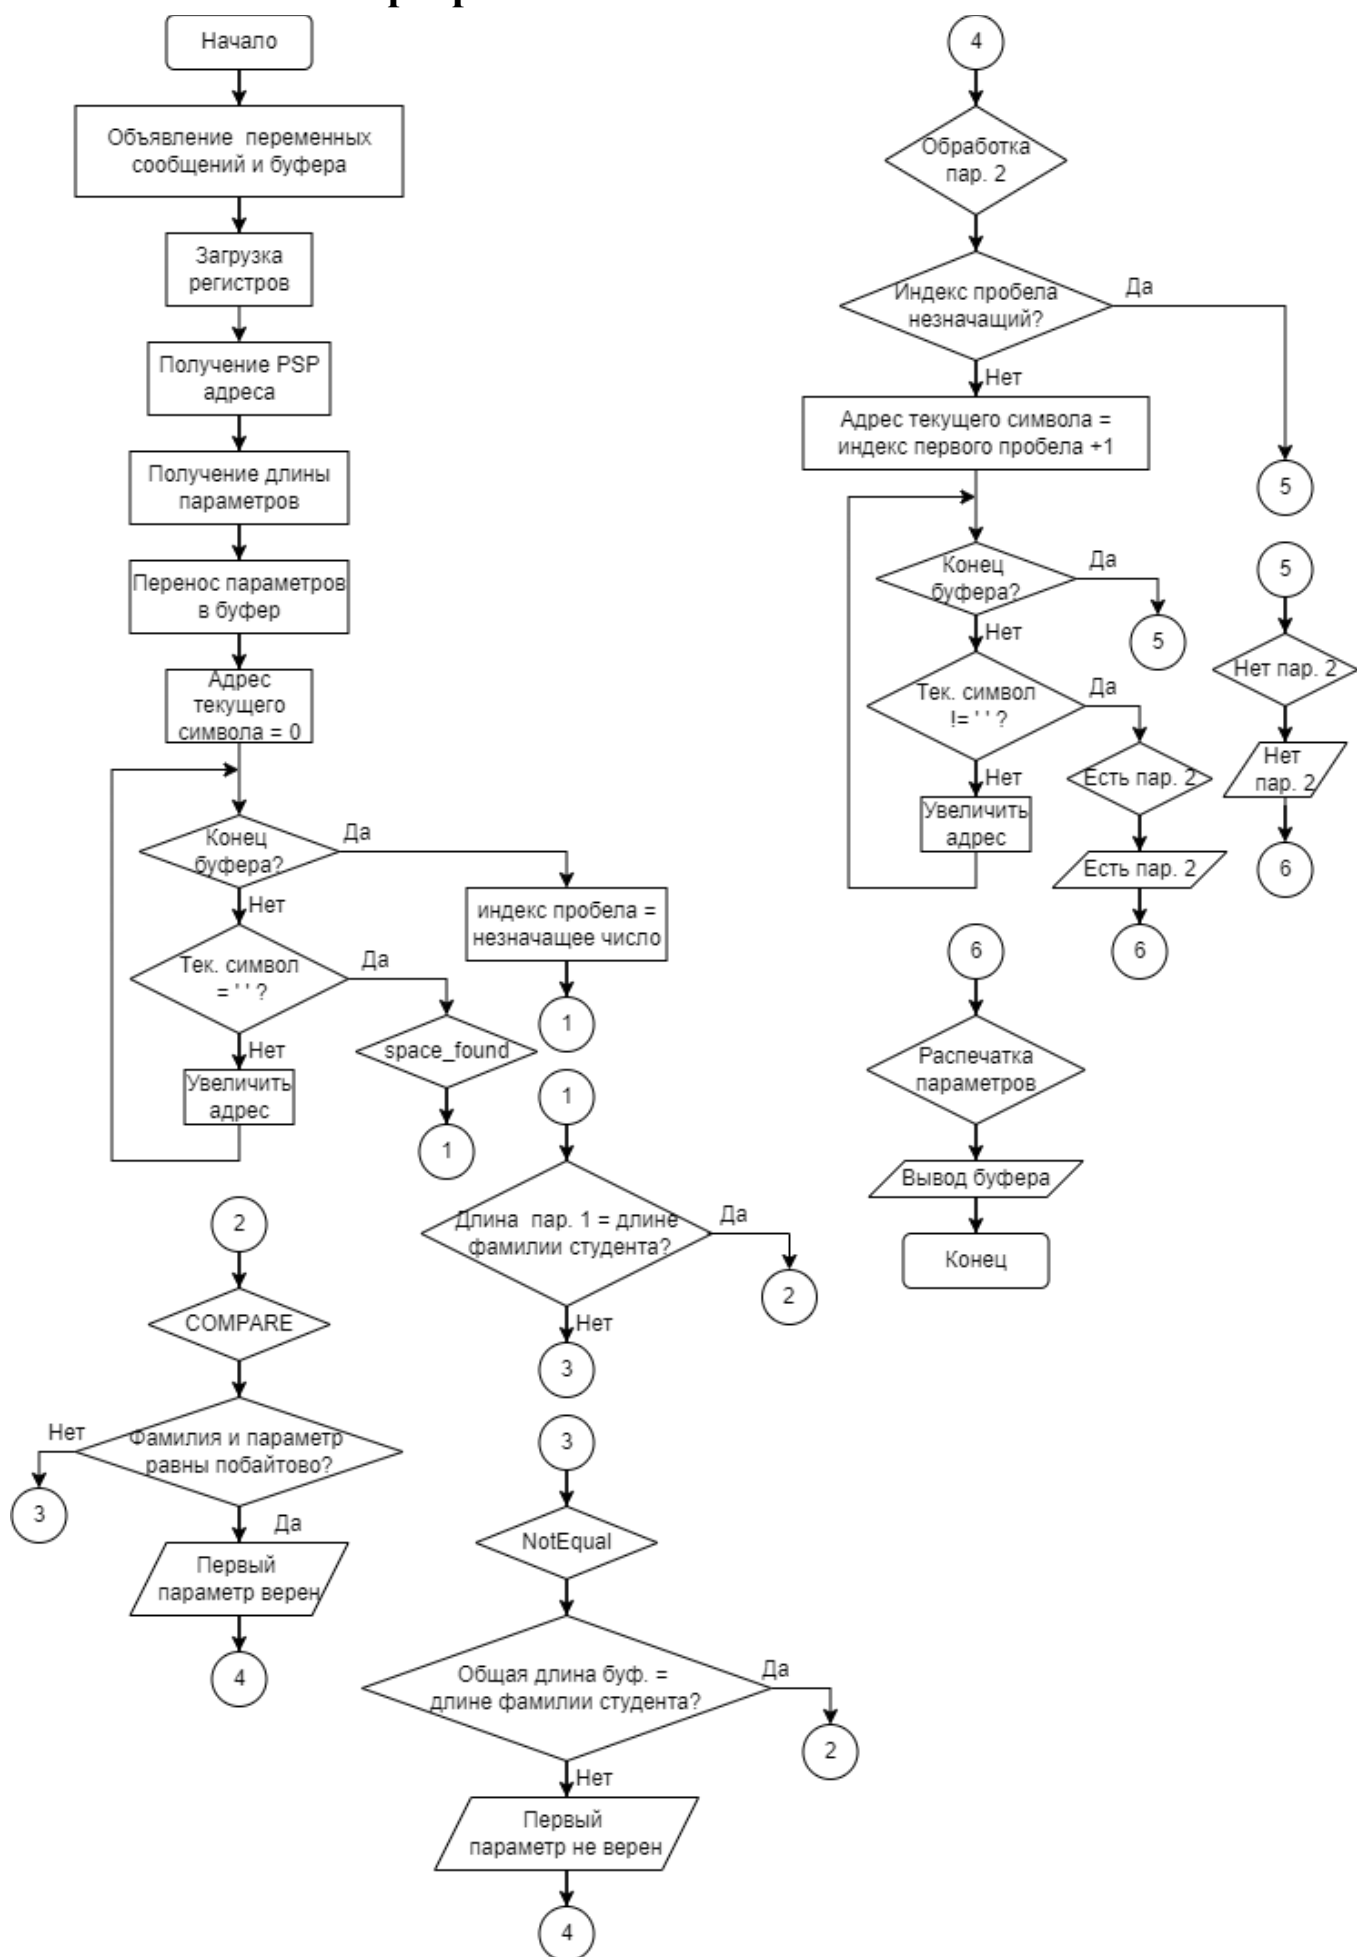 Начало
Объявление переменных
сообщений и буфера
Загрузка
регистров
Получение PSP
адреса
Получение длины
параметров
Перенос параметров
в буфер
Адрес
текущего
символа = 0
Конец
буфера?
Да
Нет
индекс пробела =
незначащее число
1
Тек. символ
= ' ' ?
Да
space_found
1
Нет
Увеличить
адрес
1
Длина пар. 1 = длине
фамилии студента?
Да
2
Нет
3
2
COMPARE
Фамилия и параметр
равны побайтово?
Нет
3
Да
Первый
параметр верен
4
3
NotEqual
Общая длина буф. =
длине фамилии студента?
Да
2
Нет
Первый
параметр не верен
4
4
Обработка
пар. 2
Индекс пробела
незначащий?
Да
5
Нет
Адрес текущего символа =
индекс первого пробела +1
Конец
буфера?
Да
5
Нет
Тек. символ
!= ' ' ?
Да
Есть пар. 2
Есть пар. 2
6
Нет
Увеличить
адрес
5
Нет пар. 2
Нет
пар. 2
6
6
Распечатка
параметров
Вывод буфера
Конец